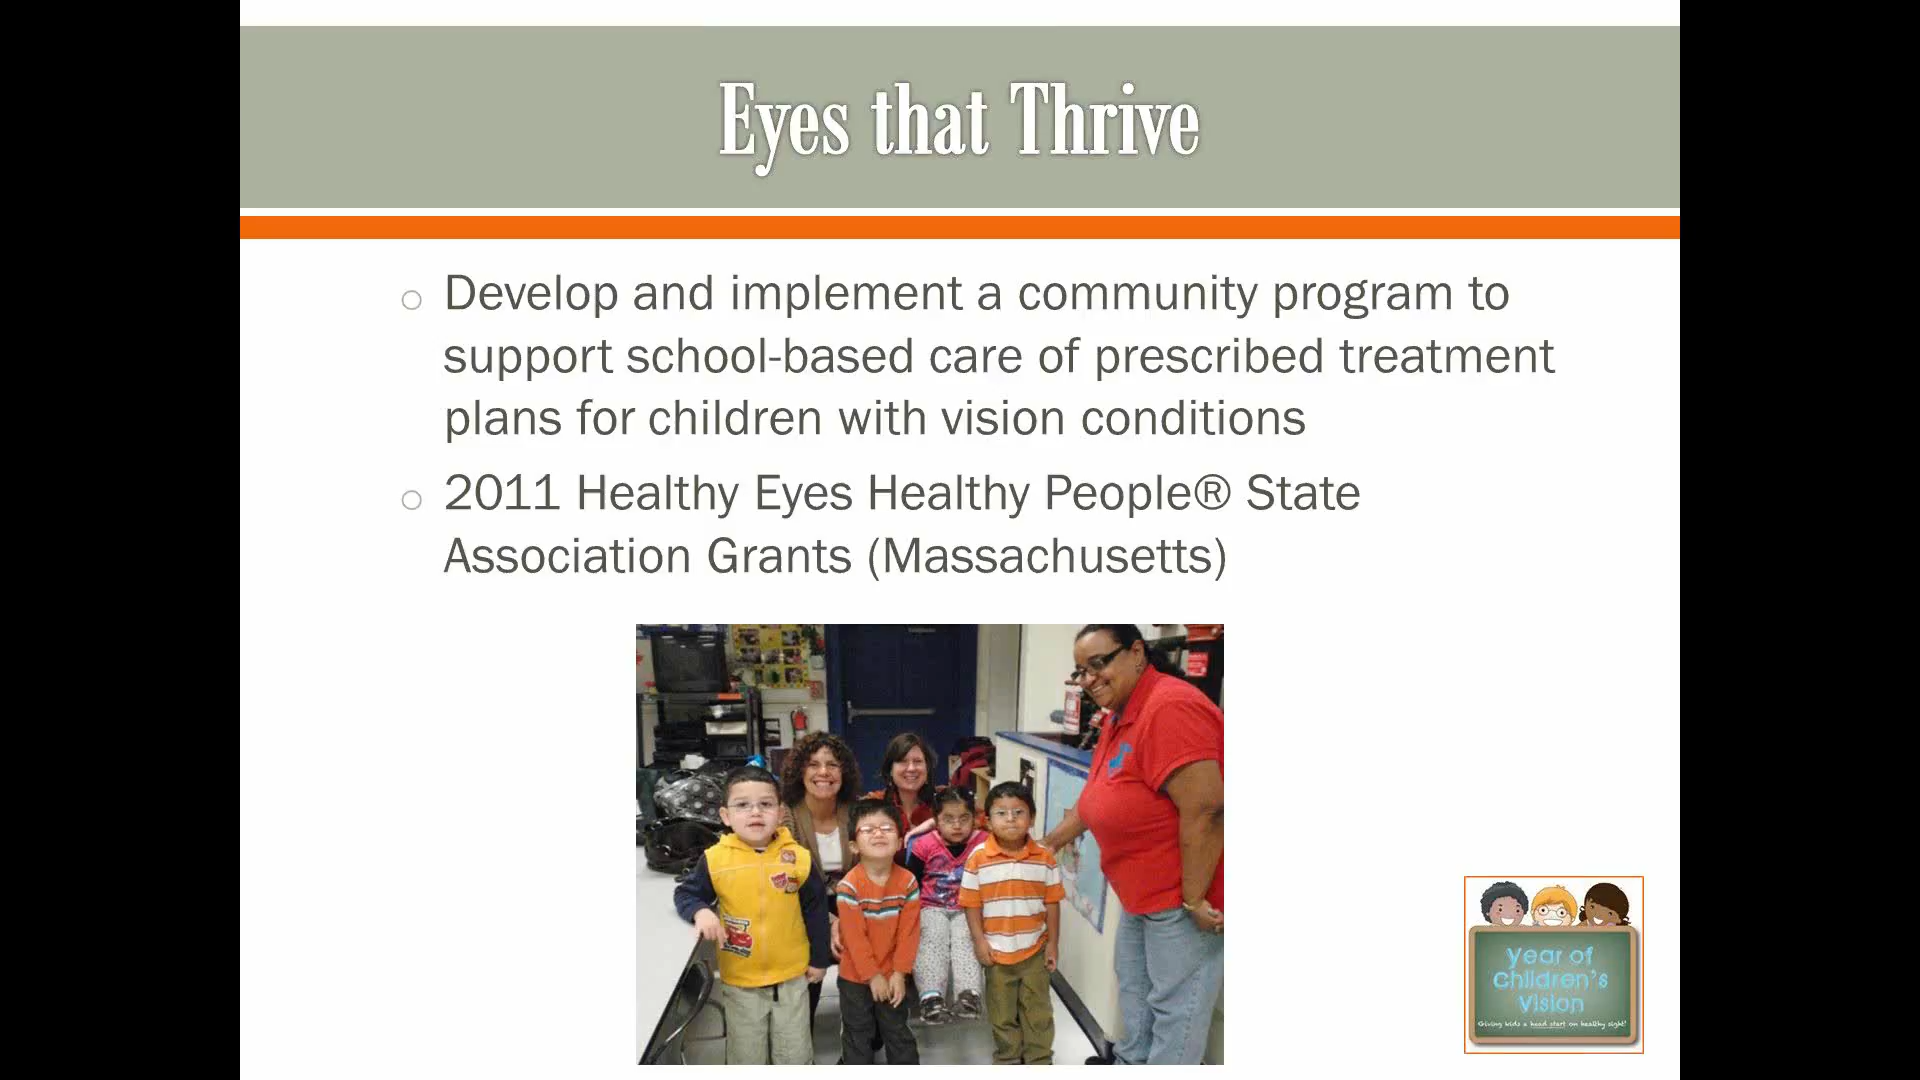 Eyes that Thrive
Develop and implement a community program to
support school-based care of prescribed treatment
plans for children with vision conditions
2011 Healthy Eyes Healthy People® State
Association Grants (Massachusetts)
Year of
Children's
Vision
Giving kids a head start on healthy sight!